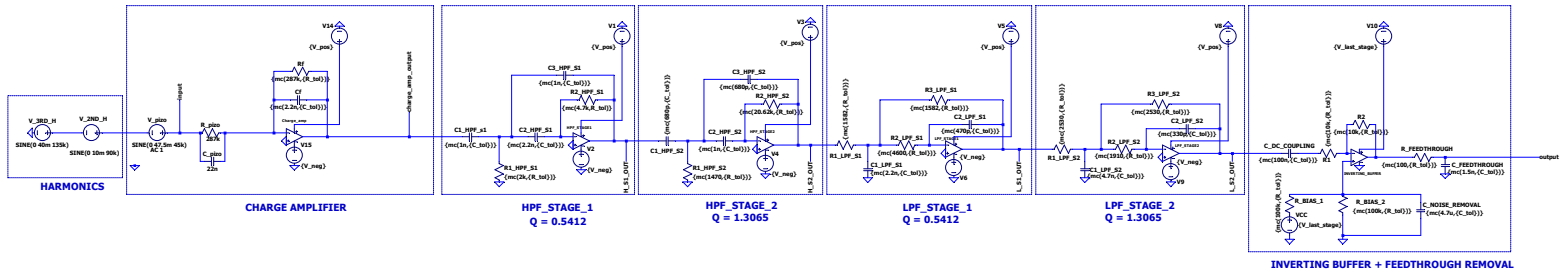 V_3RD_H
SINE(0 40m 135k)
V_2ND_H
SINE(0 10m 90k)
HARMONICS
V_pizo
SINE(0 47.5m 45k)
AC 1
input
R_pizo
287k
C_pizo
22n
Rf
{mc(287k,{R_tol})}
Cf
{mc(2.2n,{C_tol})}
Charge_amp
V14
{V_pos}
V15
{V_neg}
charge_amp_output
CHARGE AMPLIFIER
C1_HPF_s1
{mc(1n,{C_tol})}
C3_HPF_S1
{mc(1n,{C_tol})}
R2_HPF_S1
{mc(4.7k,R_tol)}
C2_HPF_S1
{mc(2.2n,{C_tol})}
R1_HPF_S1
{mc(2k,{R_tol})}
HPF_STAGE1
V1
{V_pos}
V2
{V_neg}
H_S1_OUT
HPF_STAGE_1
Q = 0.5412
C1_HPF_S2
{mc(680p,{C_tol})}
C3_HPF_S2
{mc(680p,{C_tol})}
R2_HPF_S2
{mc(20.62k,{R_tol})}
C2_HPF_S2
{mc(1n,{C_tol})}
R1_HPF_S2
{mc(1470,{R_tol})}
HPF_STAGE2
V3
{V_pos}
V4
{V_neg}
H_S2_OUT
HPF_STAGE_2
Q = 1.3065
R1_LPF_S1
{mc(1582,{R_tol})}
R3_LPF_S1
{mc(1582,{R_tol})}
C2_LPF_S1
{mc(470p,{C_tol})}
R2_LPF_S1
{mc(4600,{R_tol})}
C1_LPF_S1
{mc(2.2n,{C_tol})}
LPF_STAGE1
V5
{V_pos}
V6
{V_neg}
L_S1_OUT
LPF_STAGE_1
Q = 0.5412
R1_LPF_S2
{mc(2530,{R_tol})}
R3_LPF_S2
{mc(2530,{R_tol})}
C2_LPF_S2
{mc(330p,{C_tol})}
R2_LPF_S2
{mc(1910,{R_tol})}
C1_LPF_S2
{mc(4.7n,{C_tol})}
LPF_STAGE2
V8
{V_pos}
V9
{V_neg}
L_S2_OUT
LPF_STAGE_2
Q = 1.3065
C_DC_COUPLING
{mc(100n,{C_tol})}
R1
{mc(10k,{R_tol})}
R2
{mc(10k,{R_tol})}
V10
{V_last_stage}
INVERTING_BUFFER
R_FEEDTHROUGH
{mc(100,{R_tol})}
C_FEEDTHROUGH
{mc(1.5n,{C_tol})}
output
R_BIAS_1
{mc(100k,{R_tol})}
VCC
{V_last_stage}
R_BIAS_2
{mc(100k,{R_tol})}
C_NOISE_REMOVAL
{mc(4.7u,{C_tol})}
INVERTING BUFFER + FEEDTHROUGH REMOVAL